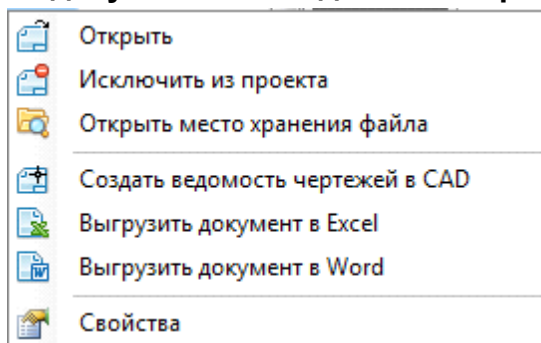 Открыть
Исключить из проекта
Открыть место хранения файла
Создать ведомость чертежей в CAD
Выгрузить документ в Excel
Выгрузить документ в Word
Свойства